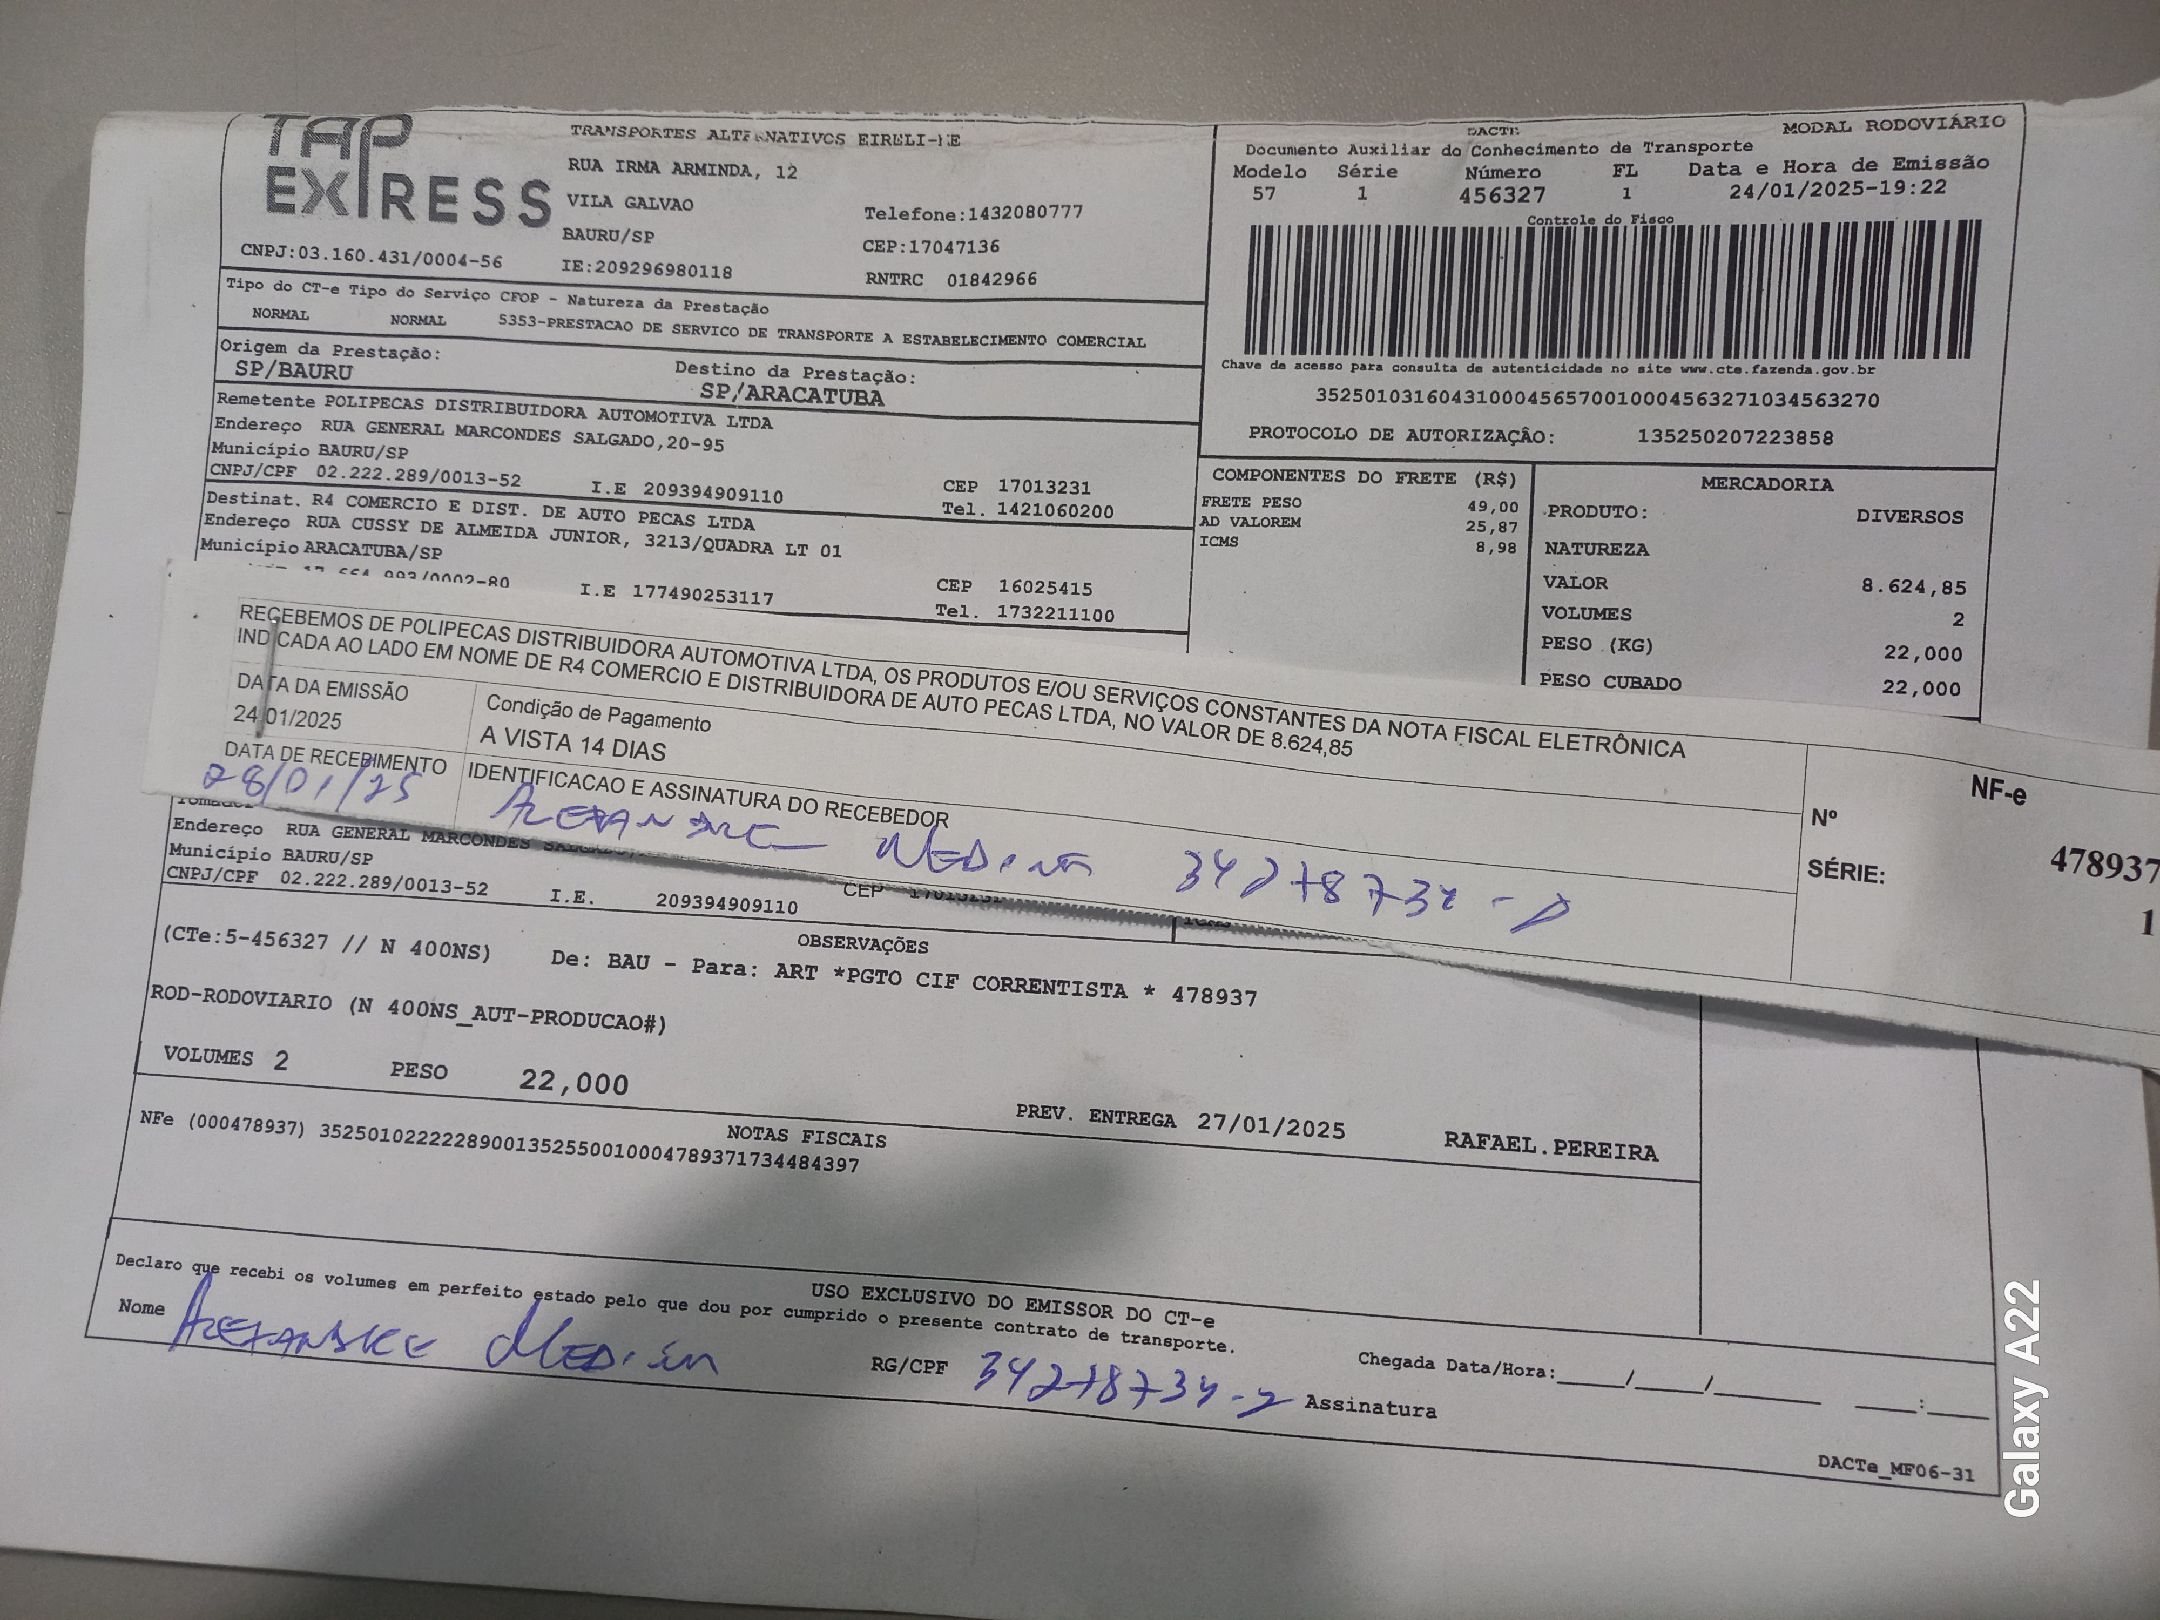 TAP
EXPRESS
TRANSPORTES ALTERNATIVOS EIRELI-ME
RUA IRMA ARMINDA, 12
VILA GALVAO
Telefone:1432080777
BAURU/SP
CEP:17047136
CNPJ:03.160.431/0004-56
IE:209296980118
RNTRC 01842966
DACTE
MODAL RODOVIÁRIO
Documento Auxiliar do Conhecimento de Transporte
Modelo Série Número FL Data e Hora de Emissão
57 1 456327 1 24/01/2025-19:22
Controle do Fisco
Chave de acesso para consulta de autenticidade no site www.cte.fazenda.gov.br
35250103160431000456570010004563271034563270
PROTOCOLO DE AUTORIZAÇÃO: 135250207223858
Tipo do CT-e Tipo do Serviço CFOP - Natureza da Prestação
NORMAL NORMAL 5353-PRESTACAO DE SERVICO DE TRANSPORTE A ESTABELECIMENTO COMERCIAL
Origem da Prestação: Destino da Prestação:
SP/BAURU SP/ARACATUBA
Remetente POLIPECAS DISTRIBUIDORA AUTOMOTIVA LTDA
Endereço RUA GENERAL MARCONDES SALGADO,20-95
Município BAURU/SP CEP 17013231
CNPJ/CPF 02.222.289/0013-52 I.E 209394909110 Tel. 1421060200
Destinat. R4 COMERCIO E DIST. DE AUTO PECAS LTDA
Endereço RUA CUSSY DE ALMEIDA JUNIOR, 3213/QUADRA LT 01
Município ARACATUBA/SP CEP 16025415
I.E 177490253117 Tel. 1732211100
COMPONENTES DO FRETE (R$)
FRETE PESO 49,00
AD VALOREM 25,87
ICMS 8,98
MERCADORIA
PRODUTO: DIVERSOS
NATUREZA
VALOR 8.624,85
VOLUMES 2
PESO (KG) 22,000
PESO CUBADO 22,000
RECEBEMOS DE POLIPECAS DISTRIBUIDORA AUTOMOTIVA LTDA, OS PRODUTOS E/OU SERVIÇOS CONSTANTES DA NOTA FISCAL ELETRÔNICA
INDICADA AO LADO EM NOME DE R4 COMERCIO E DISTRIBUIDORA DE AUTO PECAS LTDA, NO VALOR DE 8.624,85
DATA DA EMISSÃO Condição de Pagamento
24/01/2025 A VISTA 14 DIAS
DATA DE RECEBIMENTO IDENTIFICACAO E ASSINATURA DO RECEBEDOR
28/01/25 ALEXANDRE MEDINA
NF-e
Nº 478937
SÉRIE: 1
Endereço RUA GENERAL MARCONDES
Município BAURU/SP CEP
CNPJ/CPF 02.222.289/0013-52 I.E. 209394909110
OBSERVAÇÕES
(CTe:5-456327 // N 400NS) De: BAU - Para: ART *PGTO CIF CORRENTISTA * 478937
ROD-RODOVIARIO (N 400NS_AUT-PRODUCAO#)
VOLUMES 2 PESO 22,000 PREV. ENTREGA 27/01/2025 RAFAEL.PEREIRA
NOTAS FISCAIS
NFe (000478937) 35250102222289001352550010004789371734484397
USO EXCLUSIVO DO EMISSOR DO CT-e
Declaro que recebi os volumes em perfeito estado pelo que dou por cumprido o presente contrato de transporte.
Nome ALEXANDRE MEDINA RG/CPF Assinatura Chegada Data/Hora:_____/_____/_____ _____:_____
DACTe_MF06-31
Galaxy A22